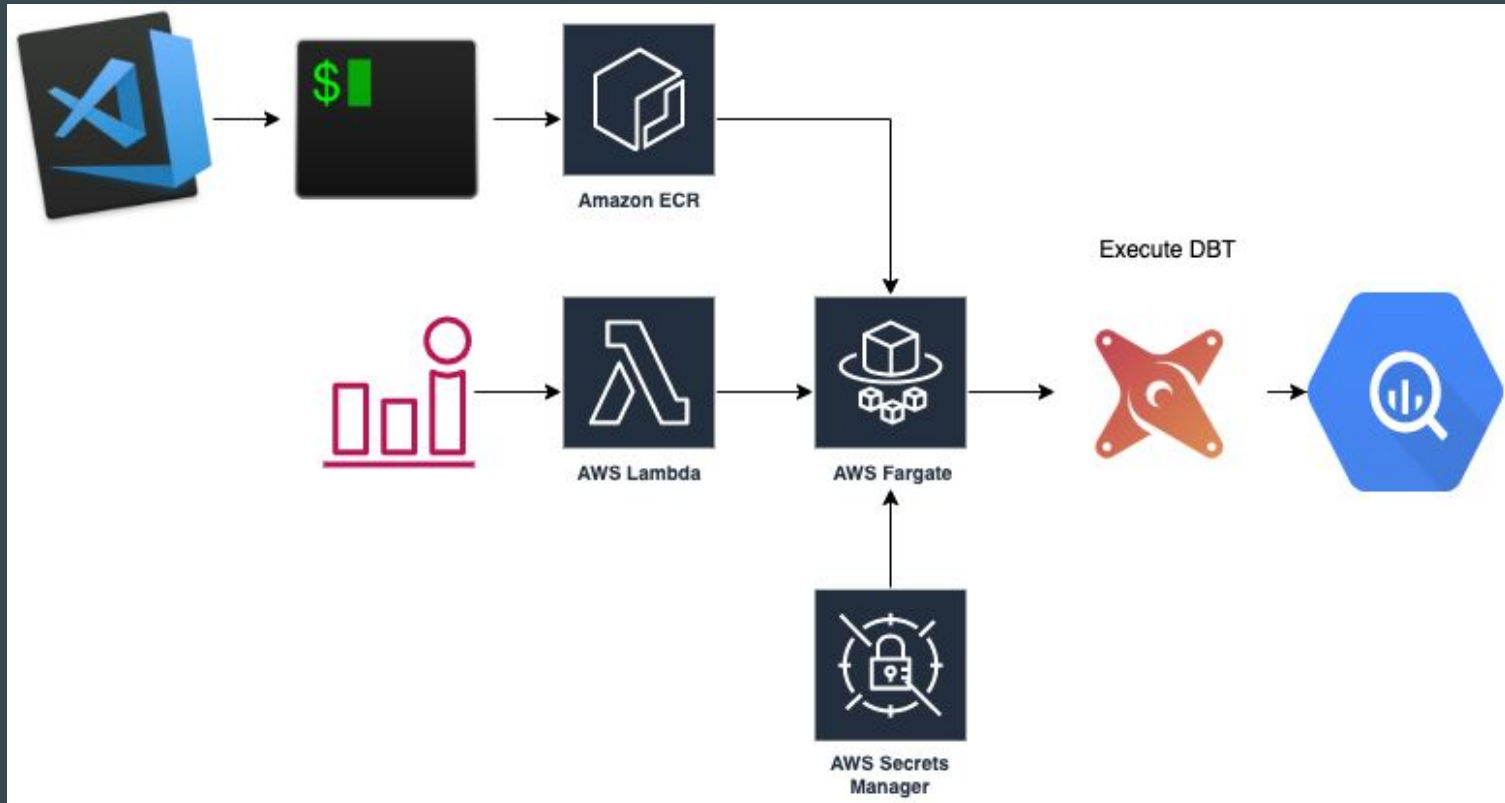 $
Amazon ECR
Execute DBT
AWS Lambda
AWS Fargate
AWS Secrets
Manager